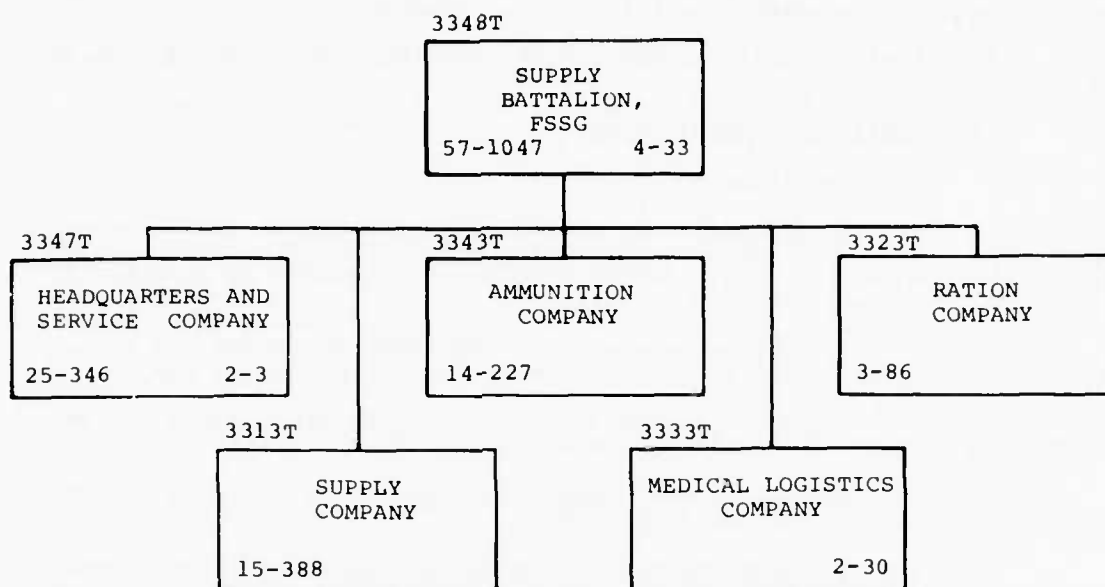 3348T
SUPPLY
BATTALION,
FSSG
57-1047 4-33
3347T
HEADQUARTERS AND
SERVICE COMPANY
25-346 2-3
3343T
AMMUNITION
COMPANY
14-227
3323T
RATION
COMPANY
3-86
3313T
SUPPLY
COMPANY
15-388
3333T
MEDICAL LOGISTICS
COMPANY
2-30